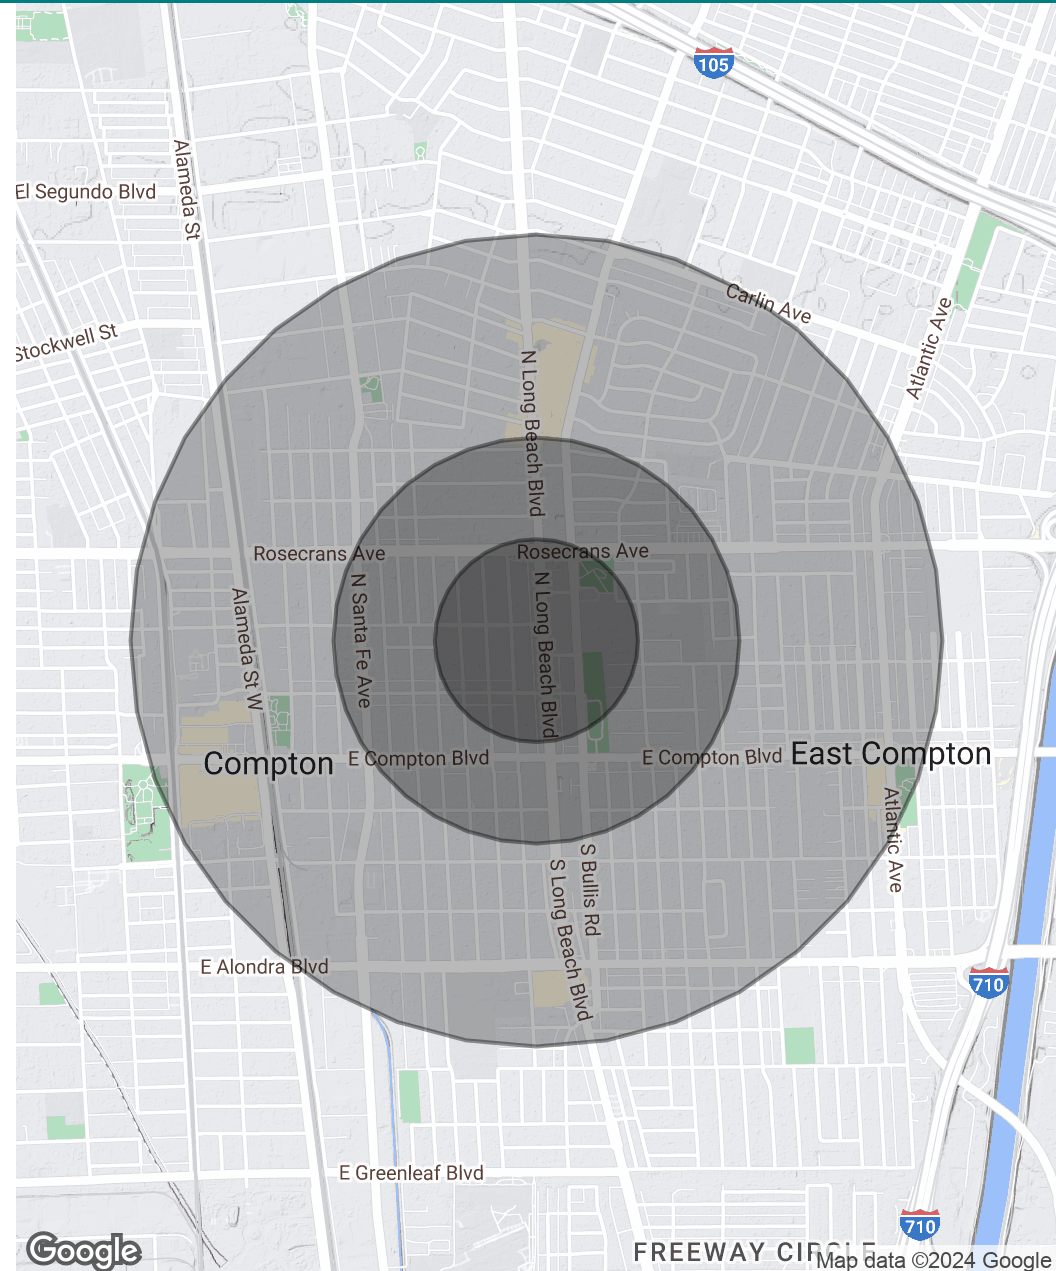 105
Alameda St
El Segundo Blvd
Carlin Ave
Atlantic Ave
Stockwell St
N Long Beach Blvd
Rosecrans Ave
Rosecrans Ave
N Santa Fe Ave
N Long Beach Blvd
Alameda St W
Compton
E Compton Blvd
E Compton Blvd
East Compton
Atlantic Ave
S Bullis Rd
S Long Beach Blvd
E Alondra Blvd
710
E Greenleaf Blvd
710
Google
FREEWAY CIRCLE
Map data ©2024 Google